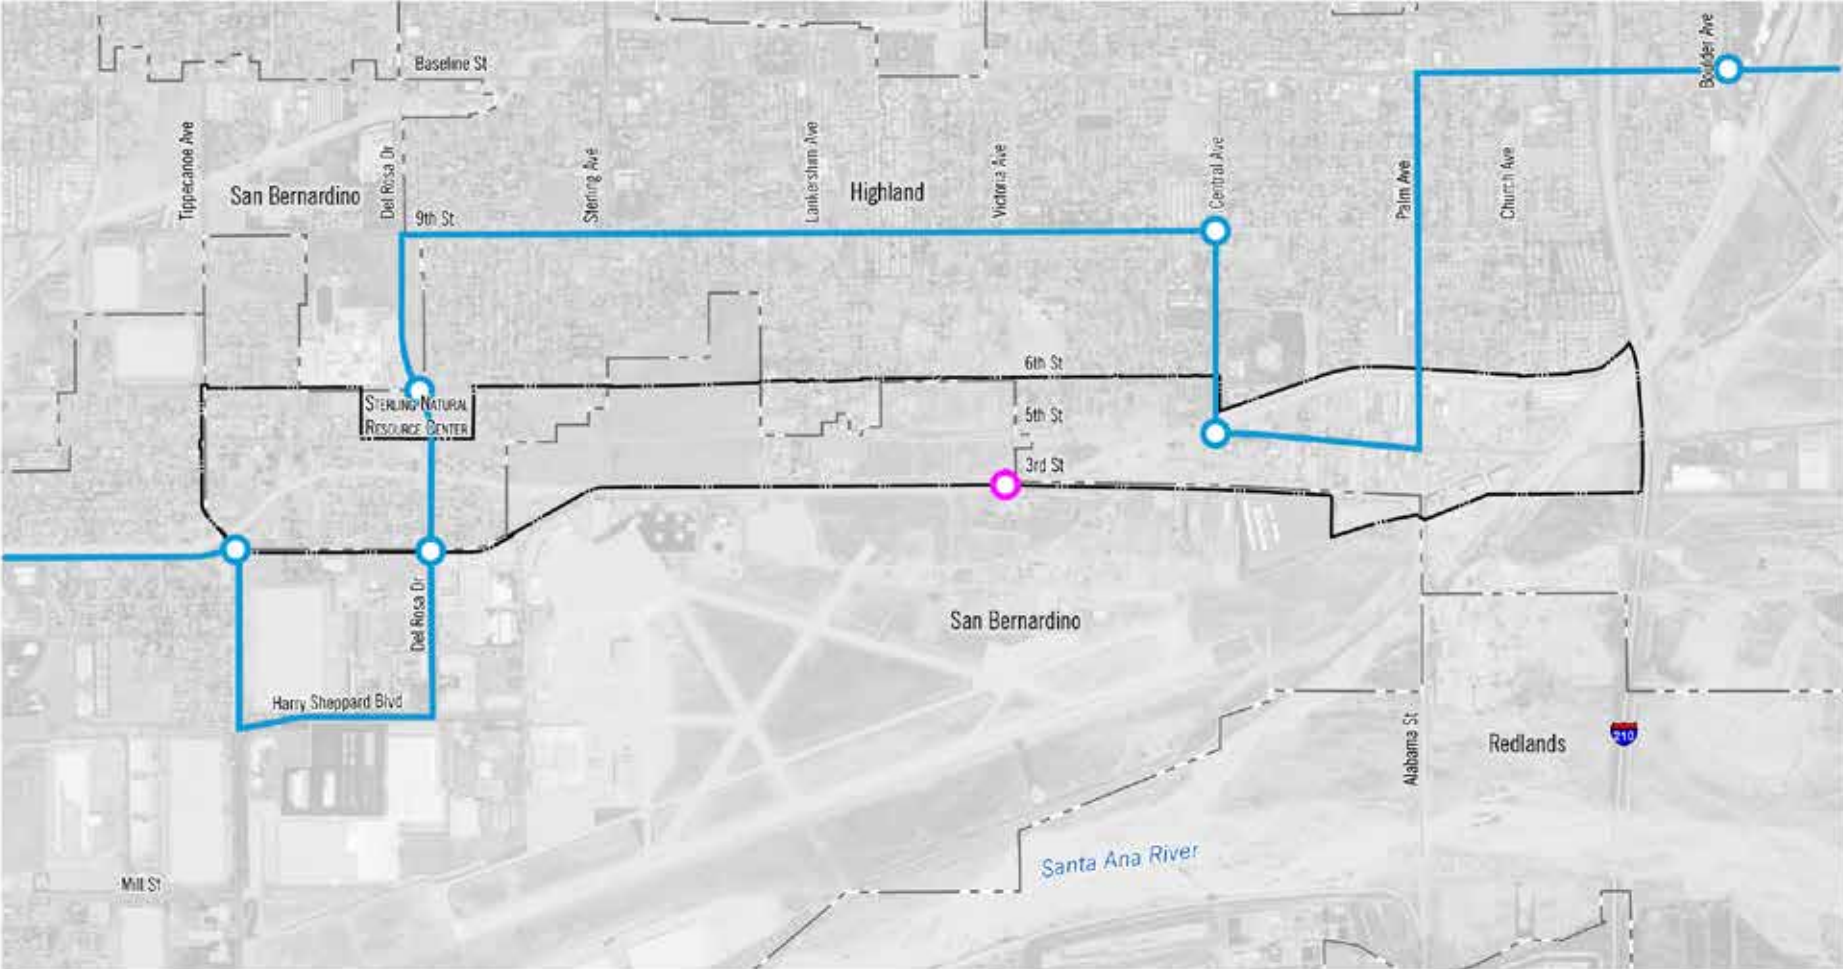 Baseline St
Boulder Ave
Tippecanoe Ave
Del Rosa Dr
Sterling Ave
Lankersham Ave
Victoria Ave
Central Ave
Palm Ave
Church Ave
San Bernardino
Highland
9th St
6th St
STERLING NATURAL
RESOURCE CENTER
5th St
3rd St
Del Rosa Dr
San Bernardino
Harry Sheppard Blvd
Alabama St
Redlands
210
Santa Ana River
Mill St